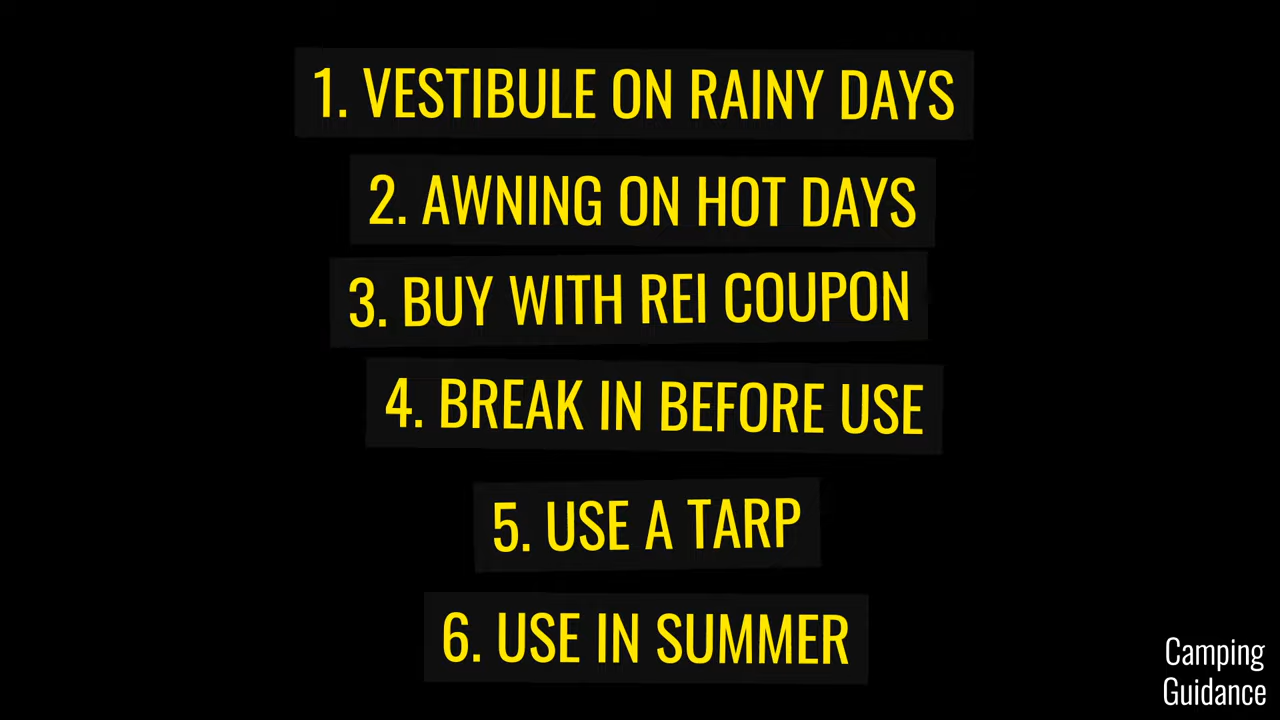 1. VESTIBULE ON RAINY DAYS
2. AWNING ON HOT DAYS
3. BUY WITH REI COUPON
4. BREAK IN BEFORE USE
5. USE A TARP
6. USE IN SUMMER
Camping
Guidance